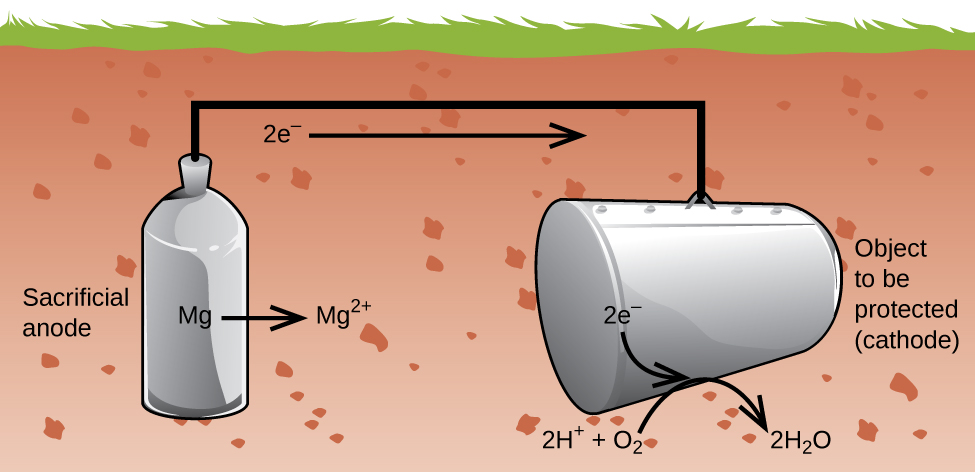 2e⁻
Sacrificial
anode
Mg
Mg²⁺
2e⁻
Object
to be
protected
(cathode)
2H⁺ + O₂
2H₂O